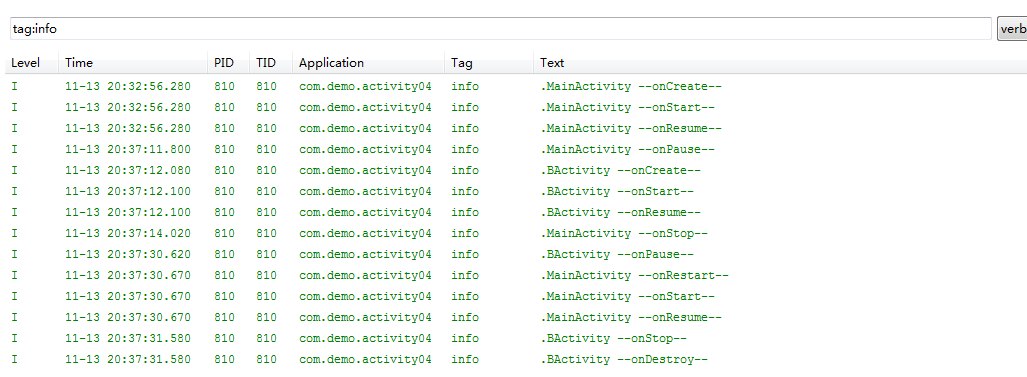 tag:info
verb
Level Time PID TID Application Tag Text
I 11-13 20:32:56.280 810 810 com.demo.activity04 info .MainActivity --onCreate--
I 11-13 20:32:56.280 810 810 com.demo.activity04 info .MainActivity --onStart--
I 11-13 20:32:56.280 810 810 com.demo.activity04 info .MainActivity --onResume--
I 11-13 20:37:11.800 810 810 com.demo.activity04 info .MainActivity --onPause--
I 11-13 20:37:12.080 810 810 com.demo.activity04 info .BActivity --onCreate--
I 11-13 20:37:12.100 810 810 com.demo.activity04 info .BActivity --onStart--
I 11-13 20:37:12.100 810 810 com.demo.activity04 info .BActivity --onResume--
I 11-13 20:37:14.020 810 810 com.demo.activity04 info .MainActivity --onStop--
I 11-13 20:37:30.620 810 810 com.demo.activity04 info .BActivity --onPause--
I 11-13 20:37:30.670 810 810 com.demo.activity04 info .MainActivity --onRestart--
I 11-13 20:37:30.670 810 810 com.demo.activity04 info .MainActivity --onStart--
I 11-13 20:37:30.670 810 810 com.demo.activity04 info .MainActivity --onResume--
I 11-13 20:37:31.580 810 810 com.demo.activity04 info .BActivity --onStop--
I 11-13 20:37:31.580 810 810 com.demo.activity04 info .BActivity --onDestroy--